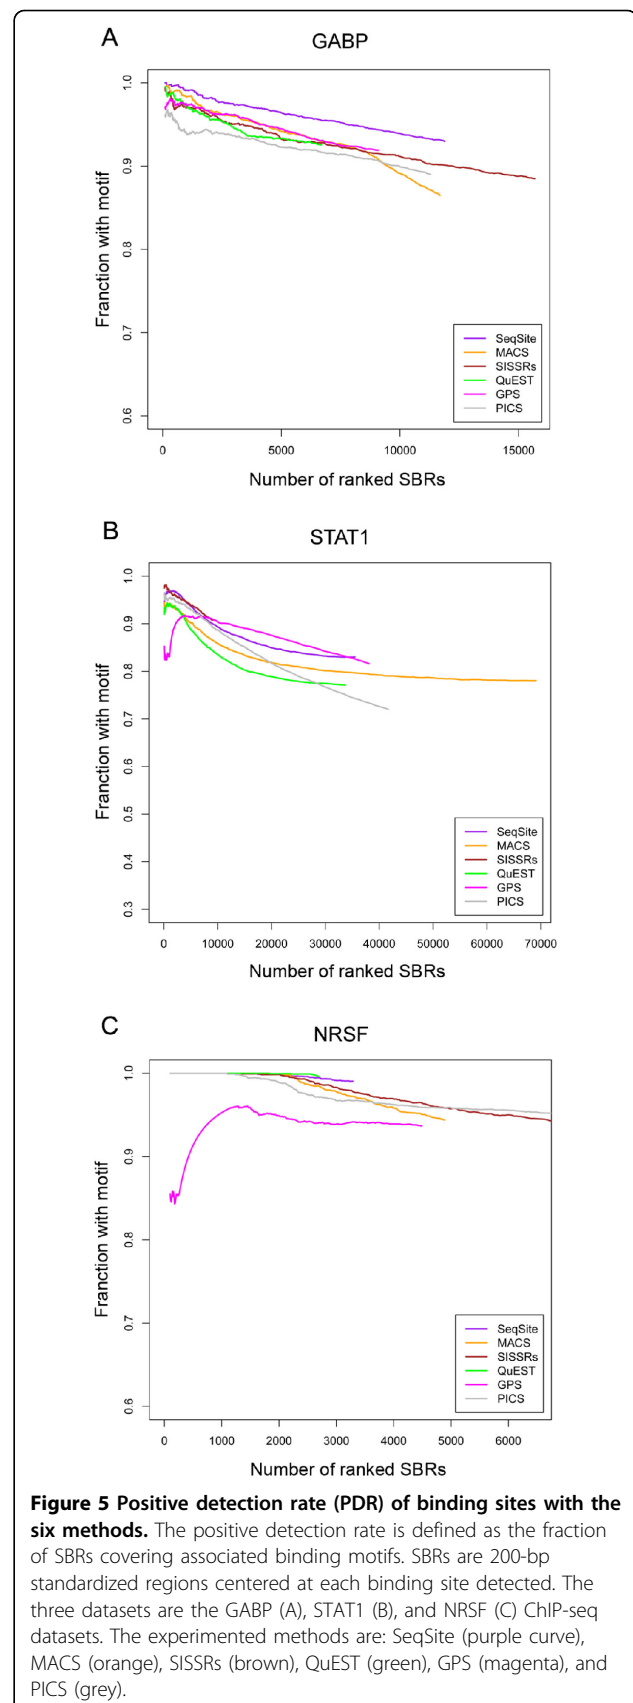 A
GABP
Franction with motif
1.0
0.9
0.8
0.7
0.6
SeqSite
MACS
SISSRs
QuEST
GPS
PICS
0 5000 10000 15000
Number of ranked SBRs
B
STAT1
Franction with motif
1.0
0.9
0.8
0.7
0.6
0.5
0.4
0.3
SeqSite
MACS
SISSRs
QuEST
GPS
PICS
0 10000 20000 30000 40000 50000 60000 70000
Number of ranked SBRs
C
NRSF
Franction with motif
1.0
0.9
0.8
0.7
0.6
SeqSite
MACS
SISSRs
QuEST
GPS
PICS
0 1000 2000 3000 4000 5000 6000
Number of ranked SBRs
Figure 5 Positive detection rate (PDR) of binding sites with the
six methods. The positive detection rate is defined as the fraction
of SBRs covering associated binding motifs. SBRs are 200-bp
standardized regions centered at each binding site detected. The
three datasets are the GABP (A), STAT1 (B), and NRSF (C) ChIP-seq
datasets. The experimented methods are: SeqSite (purple curve),
MACS (orange), SISSRs (brown), QuEST (green), GPS (magenta), and
PICS (grey).